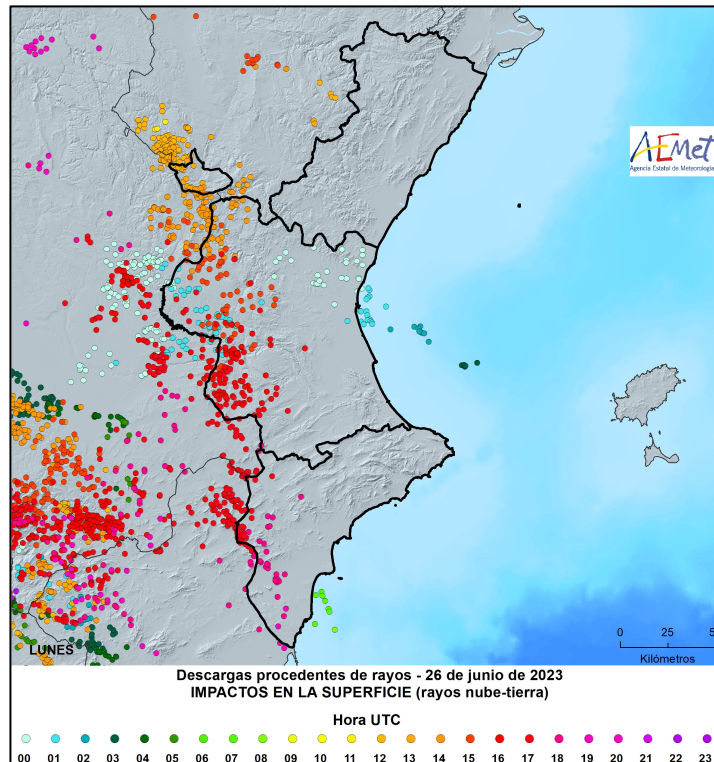 AEMet
Agencia Estatal de Meteorología
0 25 5
Kilómetros
LUNES
Descargas procedentes de rayos - 26 de junio de 2023
IMPACTOS EN LA SUPERFICIE (rayos nube-tierra)
Hora UTC
00 01 02 03 04 05 06 07 08 09 10 11 12 13 14 15 16 17 18 19 20 21 22 23